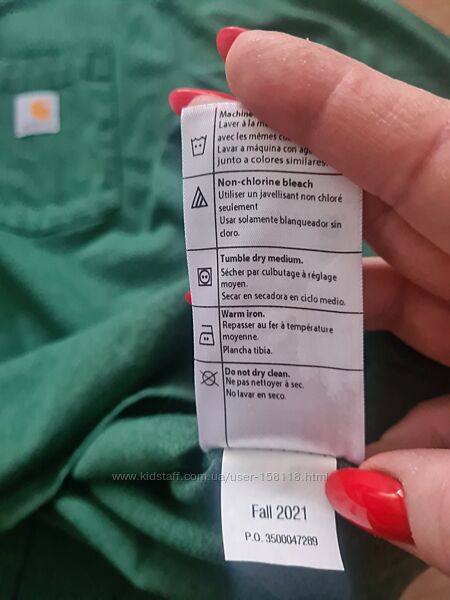 Machine
Laver à la
avec les mêmes
Lavar a máquina con
junto a colores similares.
Non-chlorine bleach
Utiliser un javellisant non chloré
seulement
Usar solamente blanqueador sin
cloro.
Tumble dry medium.
Sécher par culbutage à réglage
moyen.
Secar en secadora en ciclo medio.
Warm iron.
Repasser au fer à température
moyenne.
Plancha tibia.
Do not dry clean.
Ne pas nettoyer à sec.
No lavar en seco.
www.kidstaff.com.ua/user-158118.html
Fall 2021
P.O. 3500047289